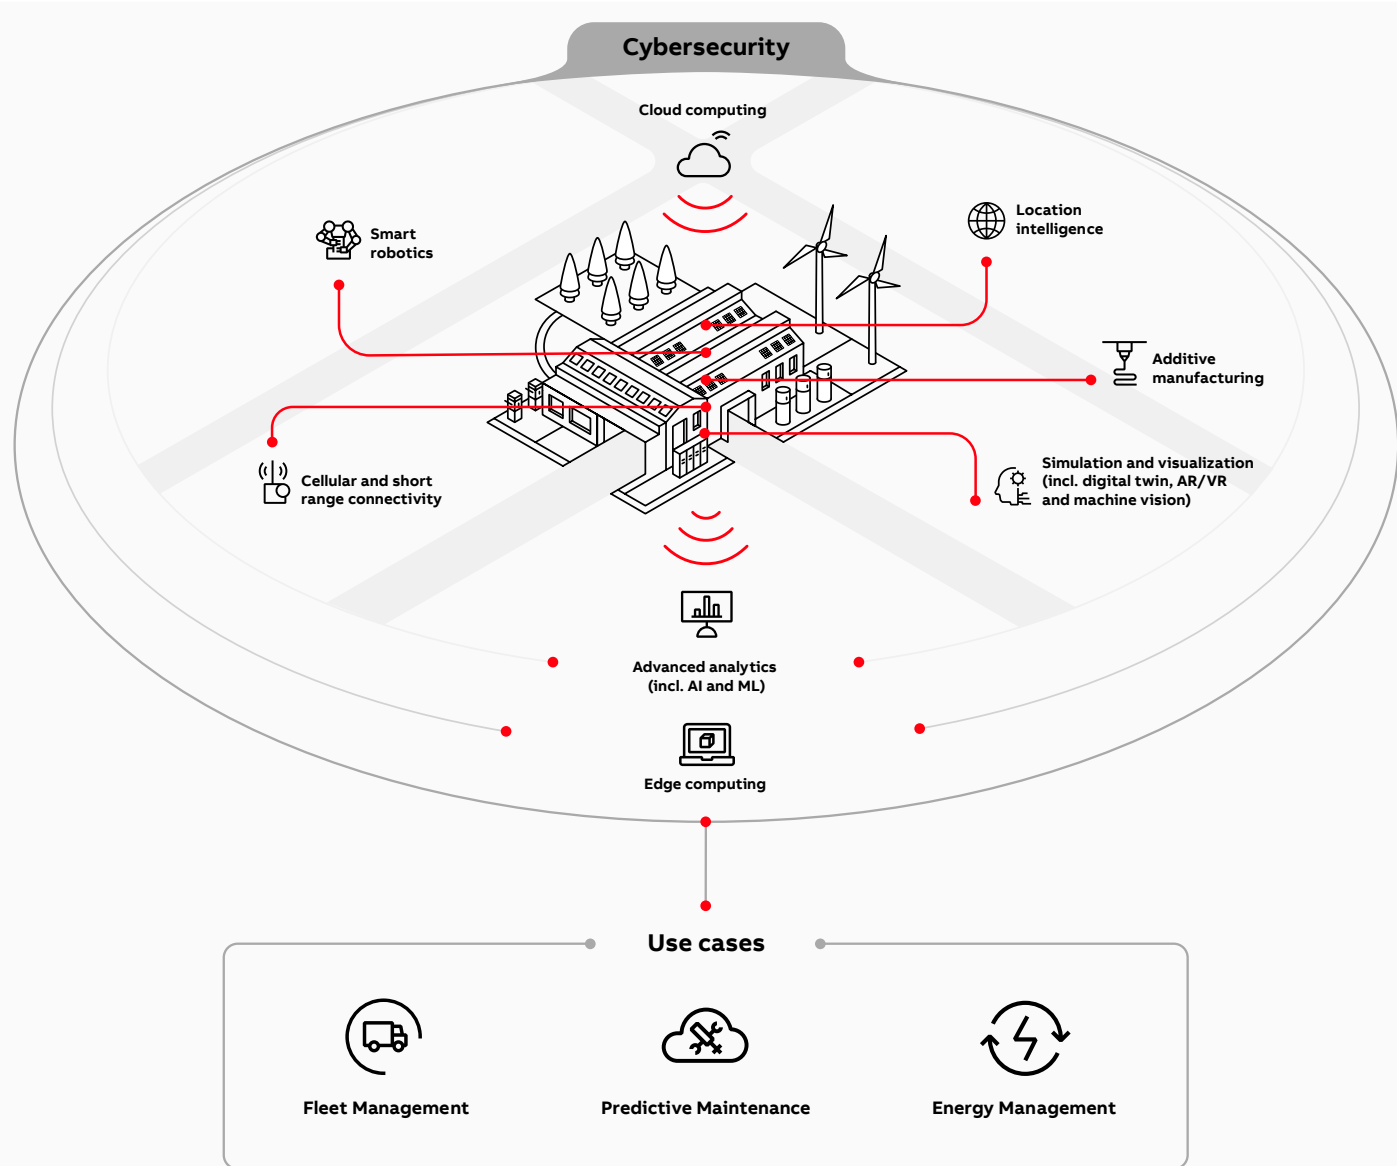 Cybersecurity
Cloud computing
Smart
robotics
Location
intelligence
Additive
manufacturing
Cellular and short
range connectivity
Simulation and visualization
(incl. digital twin, AR/VR
and machine vision)
Advanced analytics
(incl. AI and ML)
Edge computing
Use cases
Fleet Management
Predictive Maintenance
Energy Management